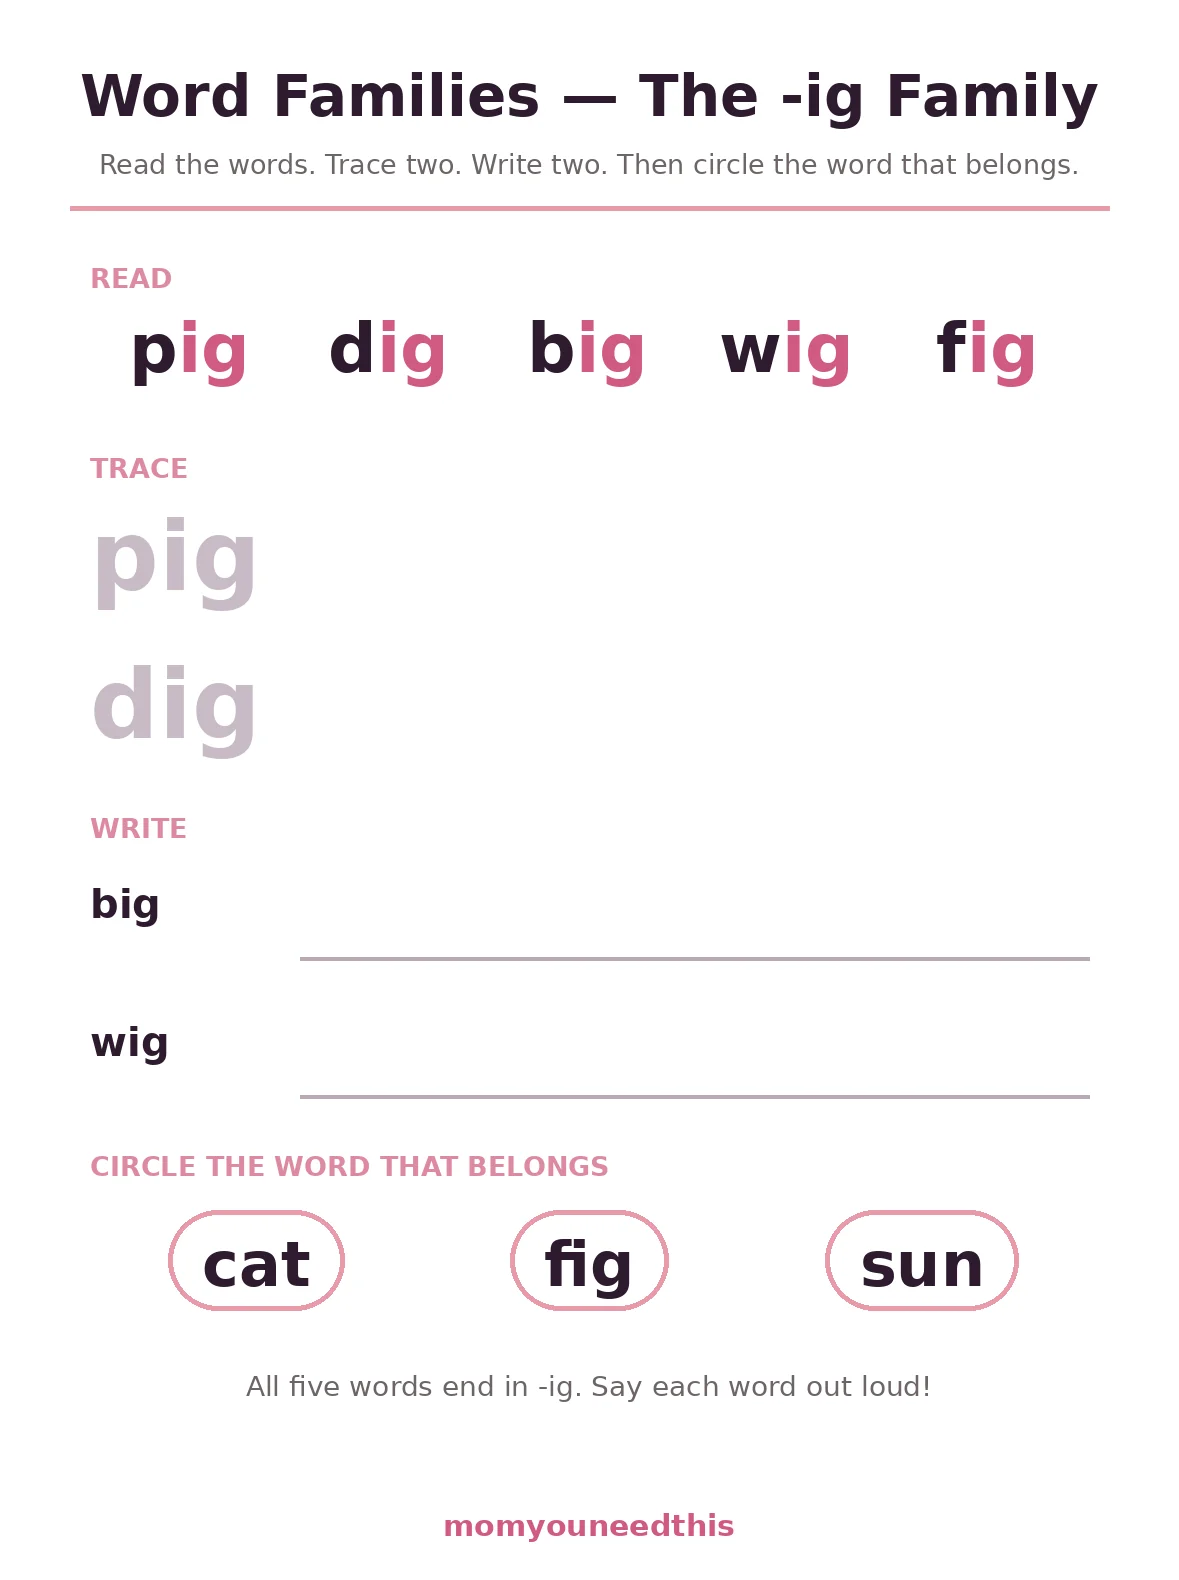 Word Families — The -ig Family
Read the words. Trace two. Write two. Then circle the word that belongs.
READ
pig dig big wig fig
TRACE
pig
dig
WRITE
big
wig
CIRCLE THE WORD THAT BELONGS
cat fig sun
All five words end in -ig. Say each word out loud!
momyouneedthis